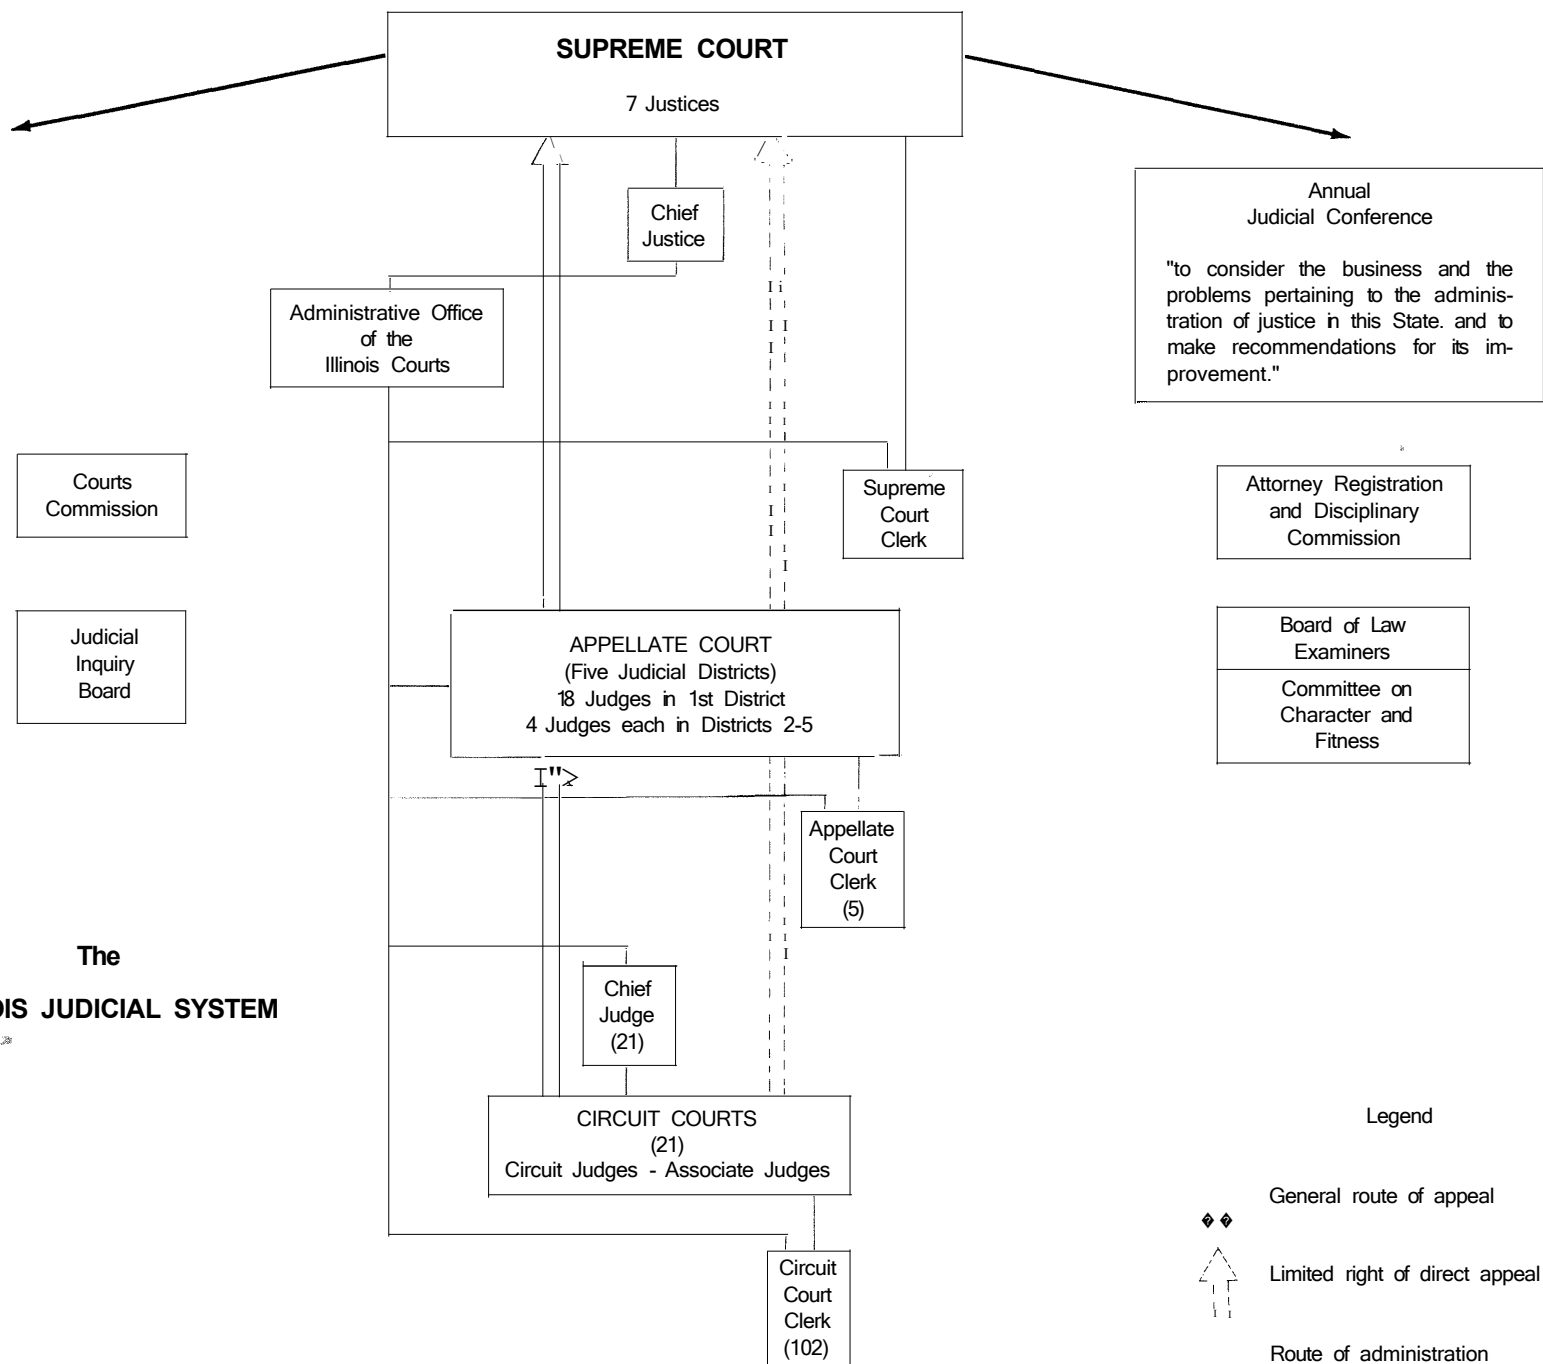 SUPREME COURT
7 Justices
Chief
Justice
Annual
Judicial Conference
"to consider the business and the
problems pertaining to the adminis-
tration of justice in this State. and to
make recommendations for its im-
provement."
Administrative Office
of the
Illinois Courts
Courts
Commission
Supreme
Court
Clerk
Attorney Registration
and Disciplinary
Commission
Judicial
Inquiry
Board
APPELLATE COURT
(Five Judicial Districts)
18 Judges in 1st District
4 Judges each in Districts 2-5
Board of Law
Examiners
Committee on
Character and
Fitness
Appellate
Court
Clerk
(5)
The
JUDICIAL SYSTEM
Chief
Judge
(21)
CIRCUIT COURTS
(21)
Circuit Judges - Associate Judges
Circuit
Court
Clerk
(102)
Legend
General route of appeal
Limited right of direct appeal
Route of administration